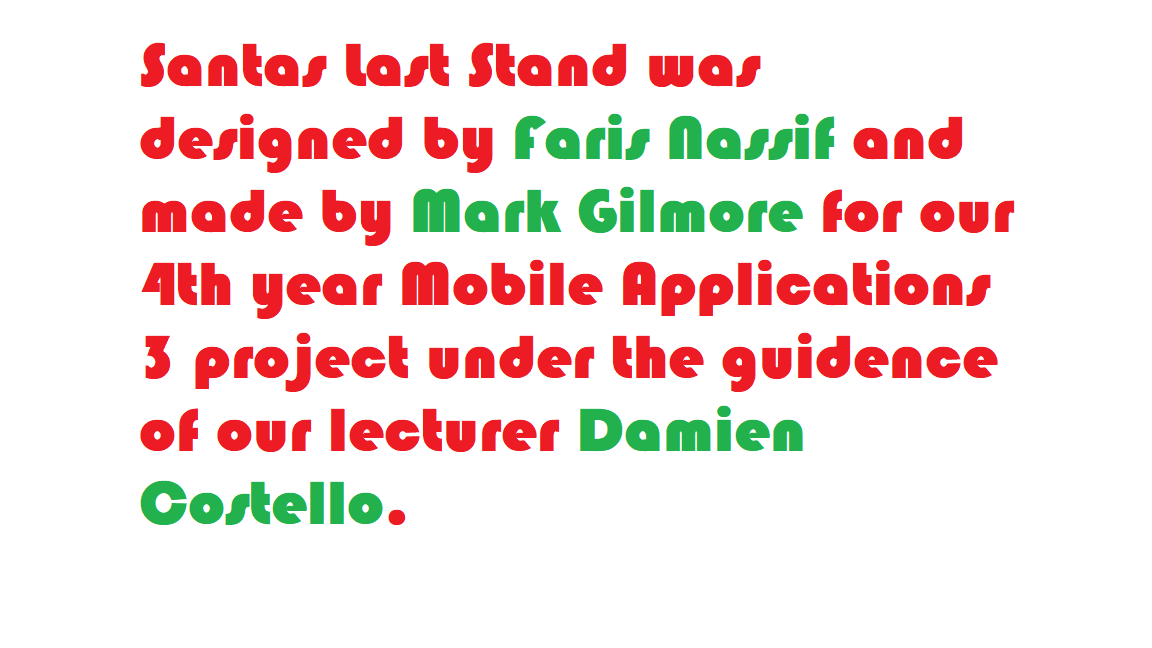 Santas Last Stand was
designed by Faris Nassif and
made by Mark Gilmore for our
4th year Mobile Applications
3 project under the guidence
of our lecturer Damien
Costello.